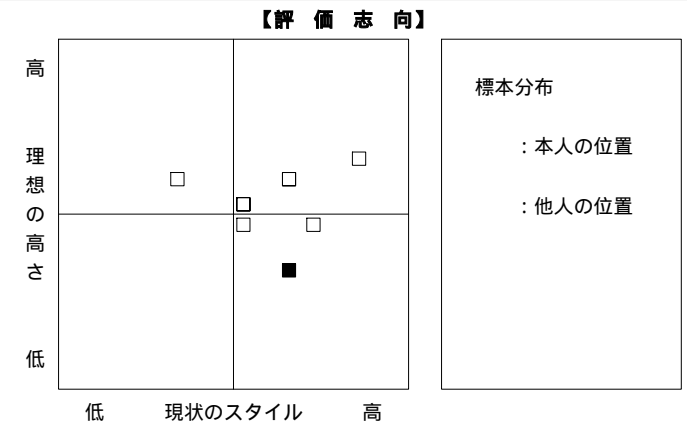 【評 価 志 向】
高
理想の高さ
低
低 現状のスタイル 高
標本分布
：本人の位置
：他人の位置